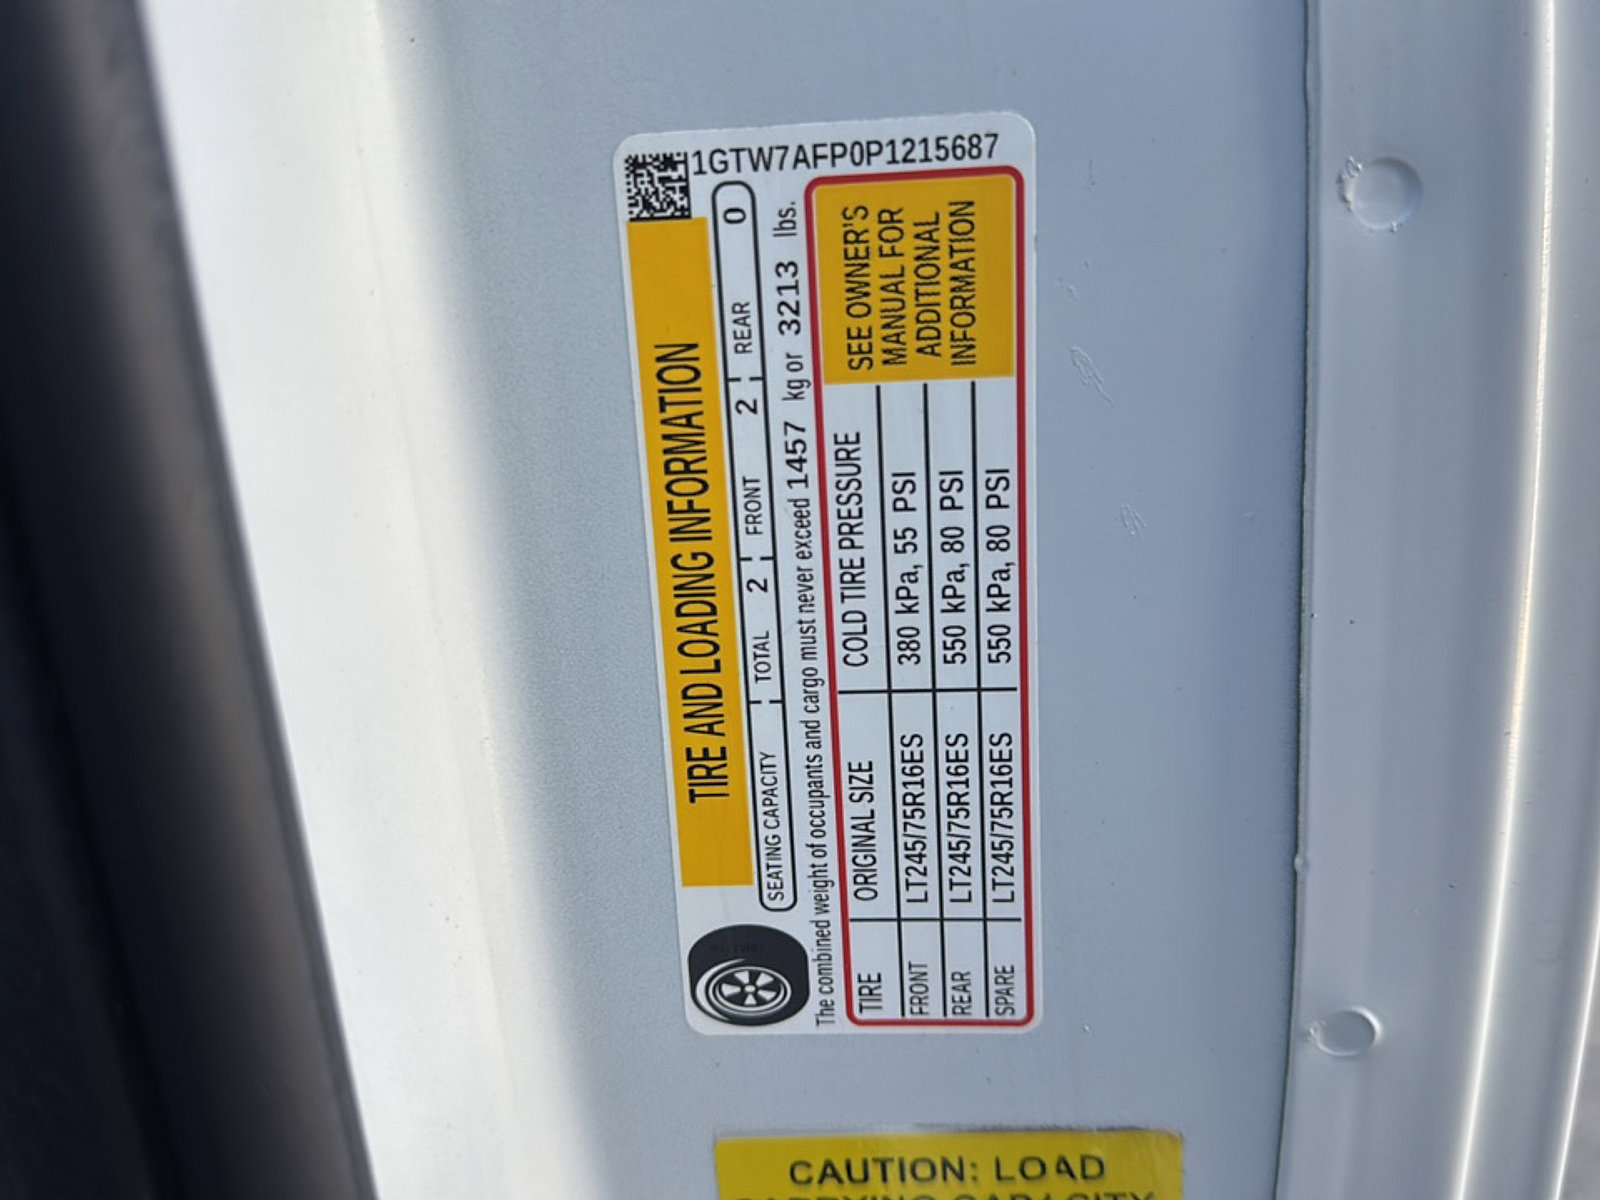 1GTW7AFP0P1215687
TIRE AND LOADING INFORMATION
SEATING CAPACITY TOTAL 2 FRONT 2 REAR 0
The combined weight of occupants and cargo must never exceed 1457 kg or 3213 lbs.
TIRE ORIGINAL SIZE COLD TIRE PRESSURE
FRONT LT245/75R16ES 380 kPa, 55 PSI
REAR LT245/75R16ES 550 kPa, 80 PSI
SPARE LT245/75R16ES 550 kPa, 80 PSI
SEE OWNER'S
MANUAL FOR
ADDITIONAL
INFORMATION
CAUTION: LOAD
CARRYING CAPACITY